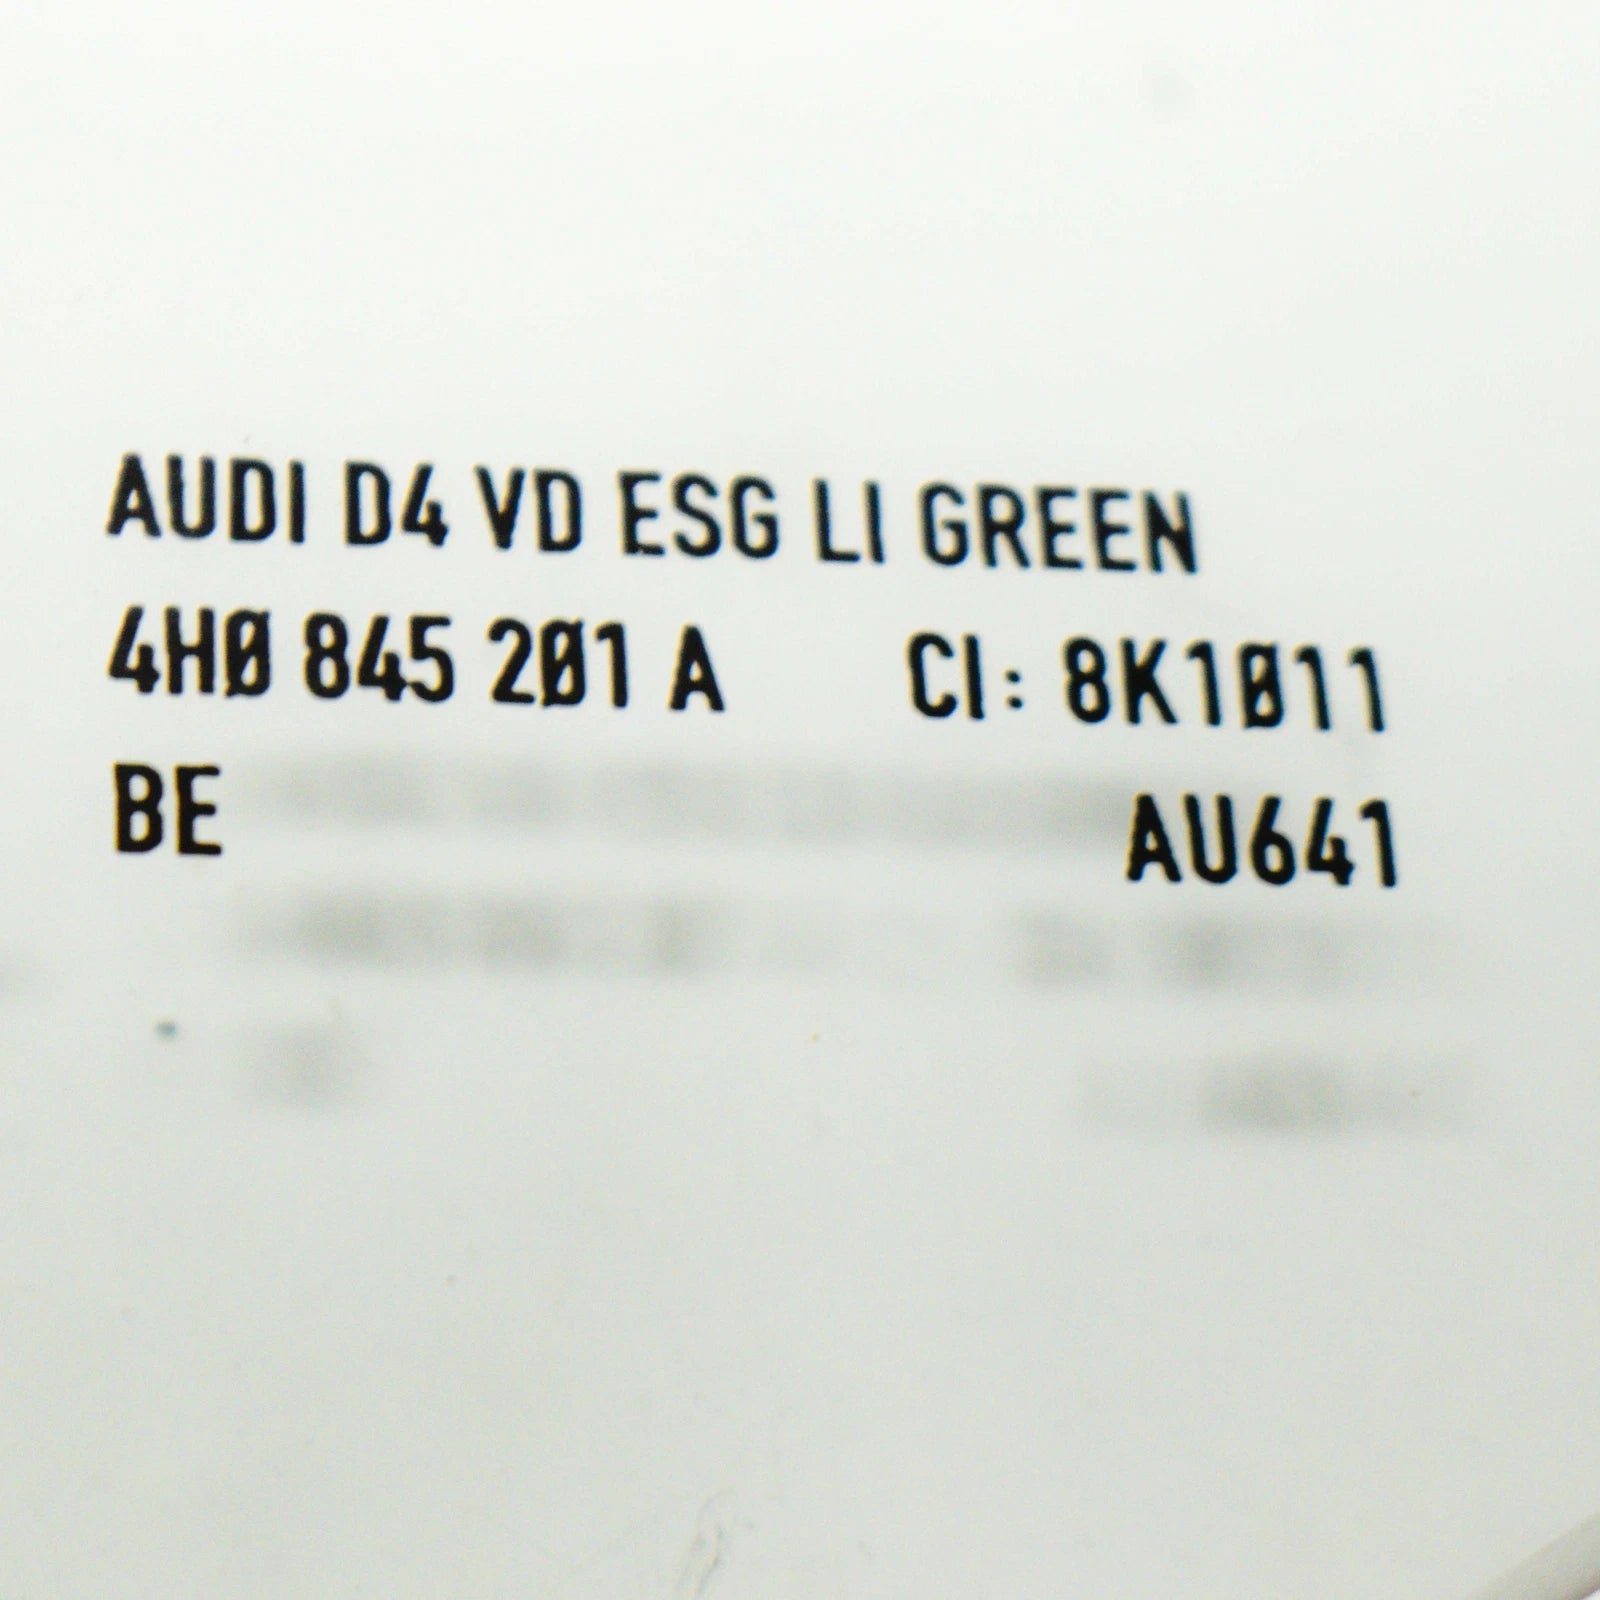 AUDI D4 VD ESG LI GREEN
4H0 845 201 A CI: 8K1011
BE AU641